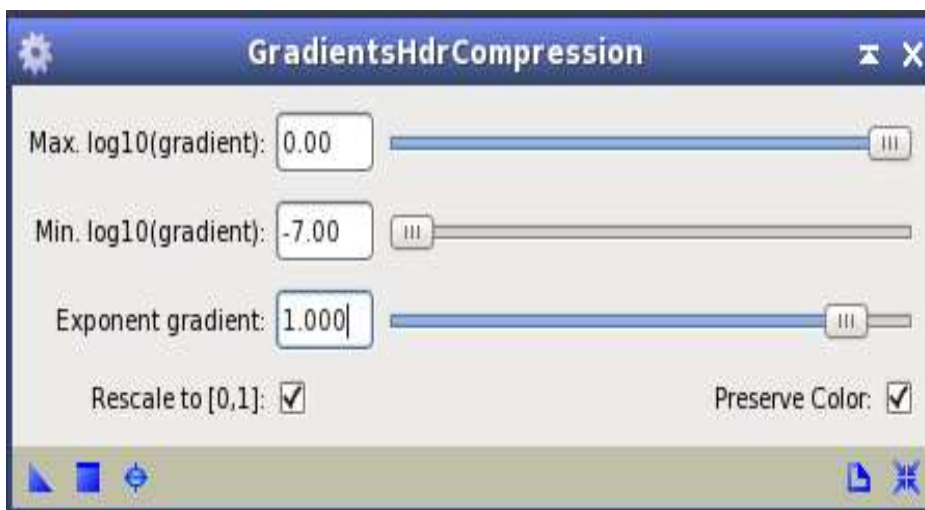 GradientsHdrCompression
Max. log10(gradient): 0.00
Min. log10(gradient): -7.00
Exponent gradient: 1.000
Rescale to [0,1]: Preserve Color: